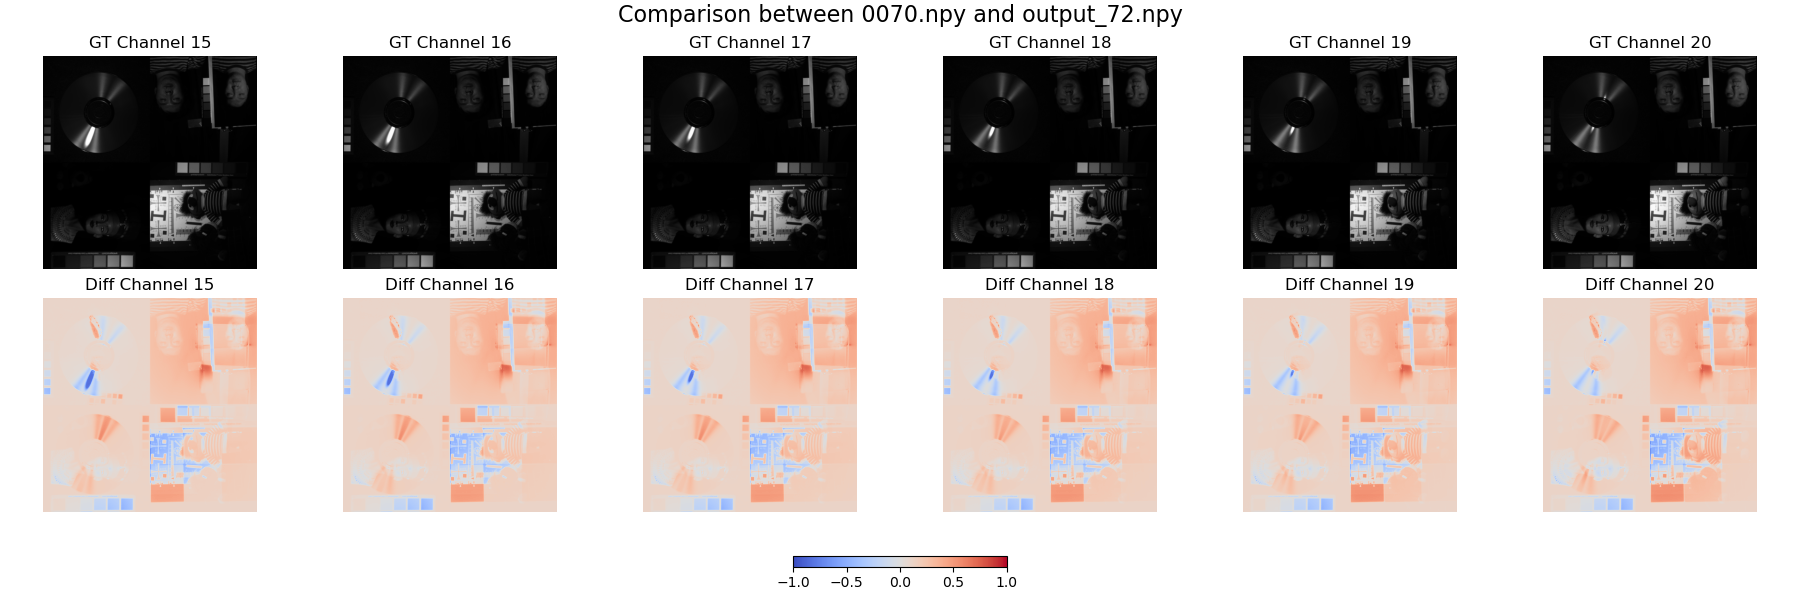 Comparison between 0070.npy and output_72.npy
GT Channel 15
GT Channel 16
GT Channel 17
GT Channel 18
GT Channel 19
GT Channel 20
Diff Channel 15
Diff Channel 16
Diff Channel 17
Diff Channel 18
Diff Channel 19
Diff Channel 20
−1.0
−0.5
0.0
0.5
1.0